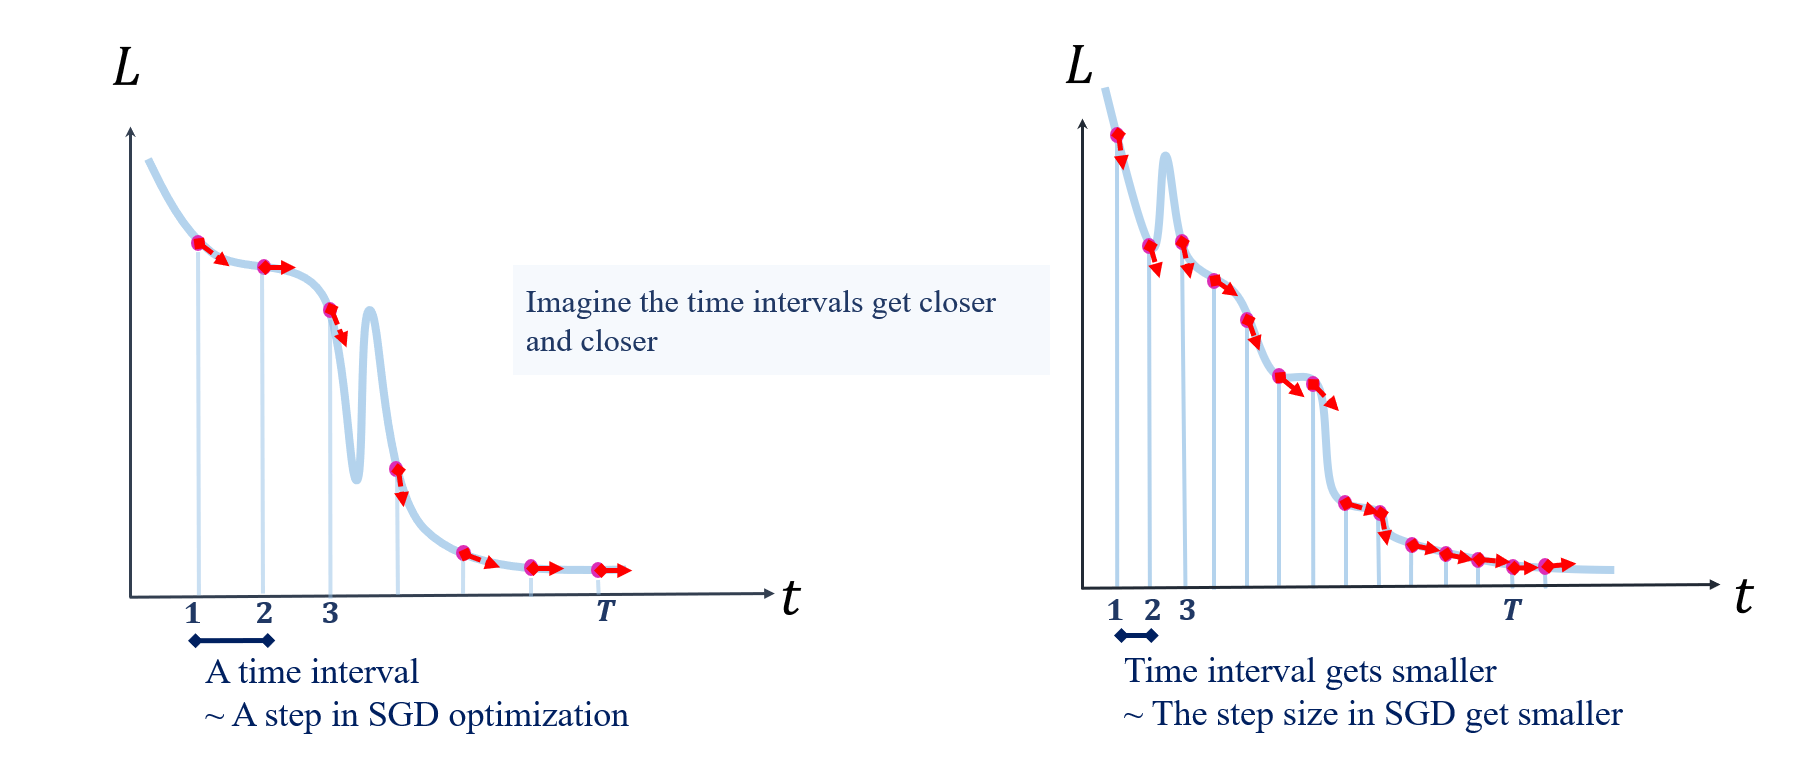 L
1 2 3 T
t
A time interval
~ A step in SGD optimization
Imagine the time intervals get closer
and closer
L
1 2 3 T
t
Time interval gets smaller
~ The step size in SGD get smaller